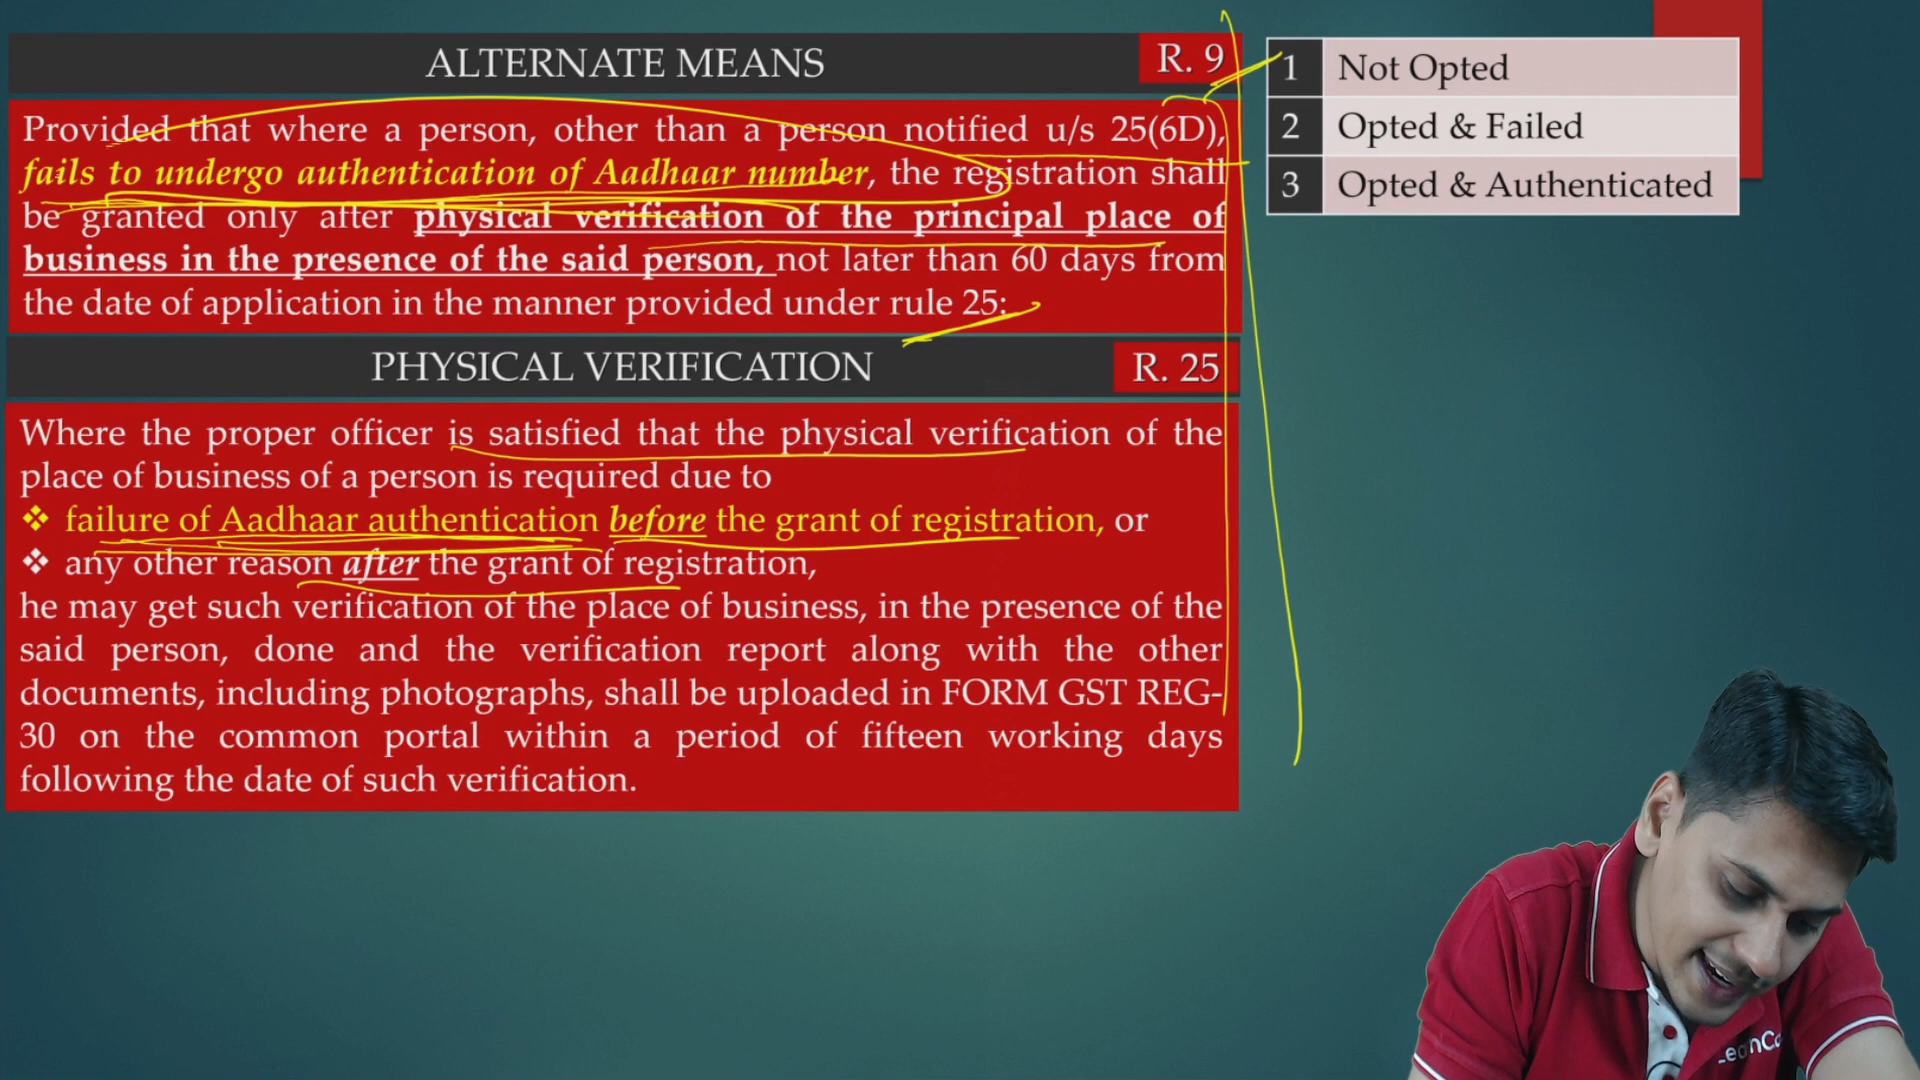 ALTERNATE MEANS
R. 9
Provided that where a person, other than a person notified u/s 25(6D),
fails to undergo authentication of Aadhaar number, the registration shall
be granted only after physical verification of the principal place of
business in the presence of the said person, not later than 60 days from
the date of application in the manner provided under rule 25:
PHYSICAL VERIFICATION
R. 25
Where the proper officer is satisfied that the physical verification of the
place of business of a person is required due to
❖ failure of Aadhaar authentication before the grant of registration, or
❖ any other reason after the grant of registration,
he may get such verification of the place of business, in the presence of the
said person, done and the verification report along with the other
documents, including photographs, shall be uploaded in FORM GST REG-
30 on the common portal within a period of fifteen working days
following the date of such verification.
1 Not Opted
2 Opted & Failed
3 Opted & Authenticated